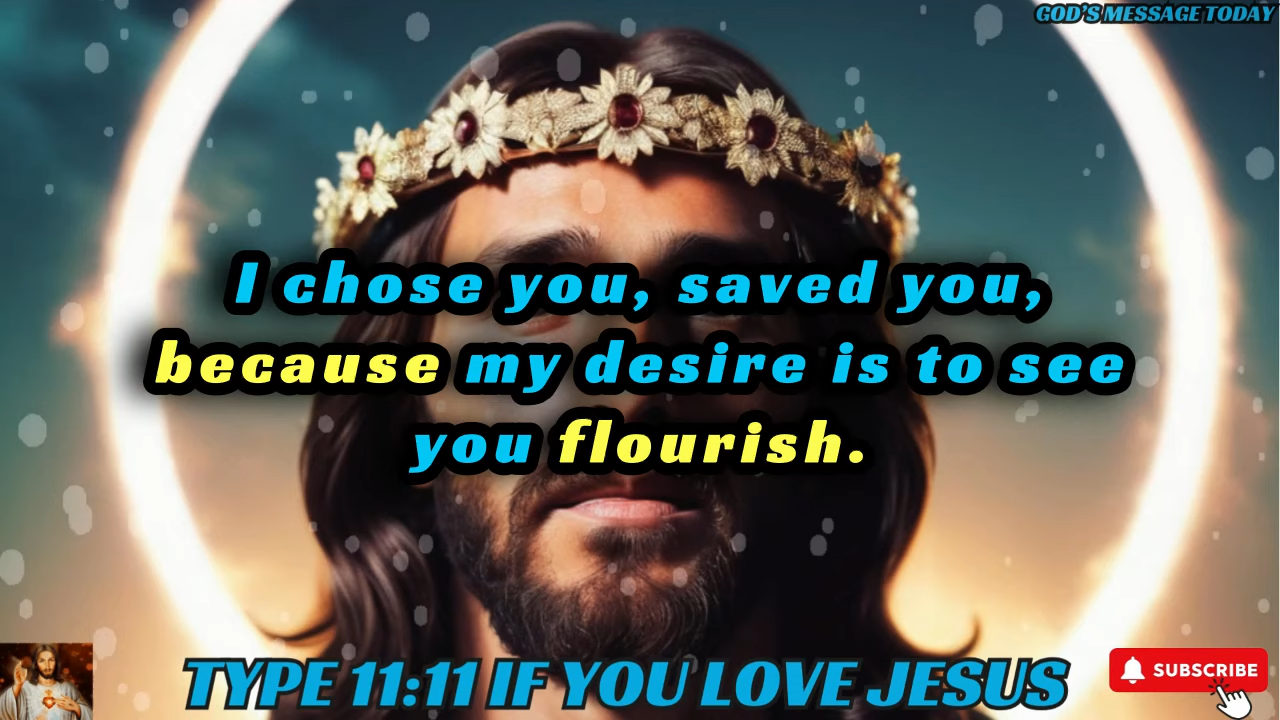 GOD'S MESSAGE TODAY
I chose you, saved you,
because my desire is to see
you flourish.
TYPE 11:11 IF YOU LOVE JESUS
SUBSCRIBE